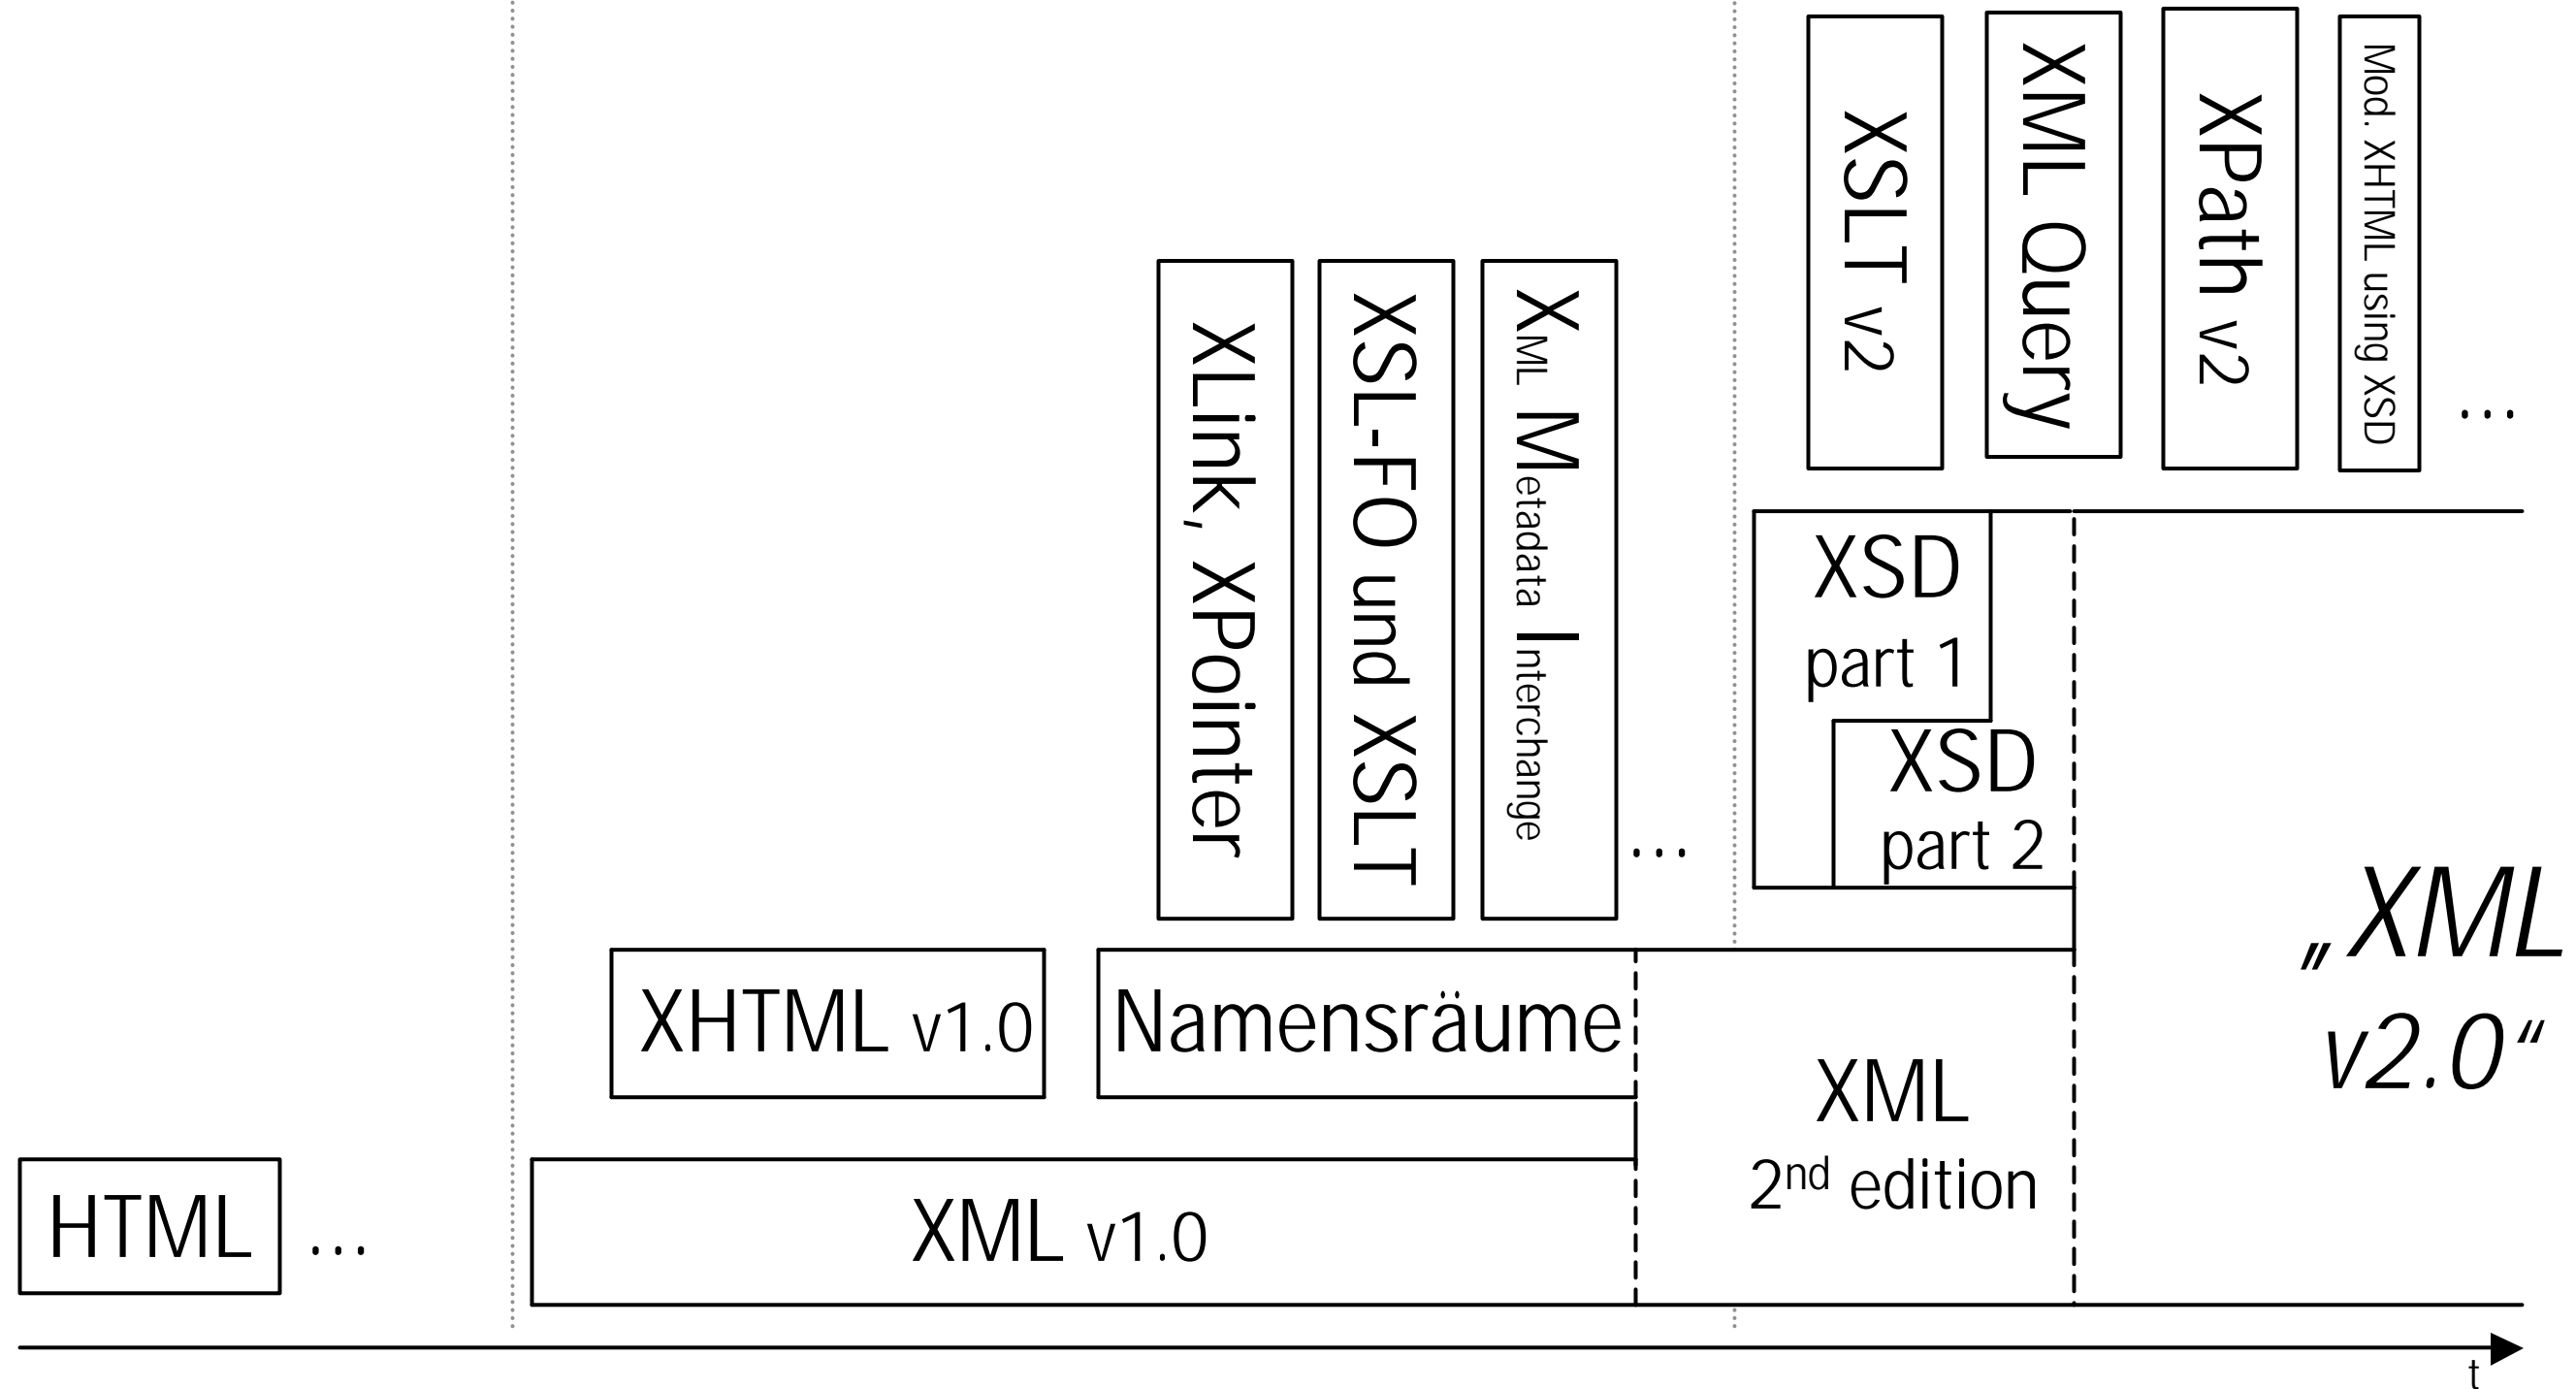 XSLT v2
XML Query
XPath v2
Mod. XHTML using XSD
...
XLink, XPointer
XSL-FO und XSLT
XML Metadata Interchange
...
XSD
part 1
XSD
part 2
„XML
v2.0“
XHTML v1.0
Namensräume
XML
2nd edition
HTML
...
XML v1.0
t